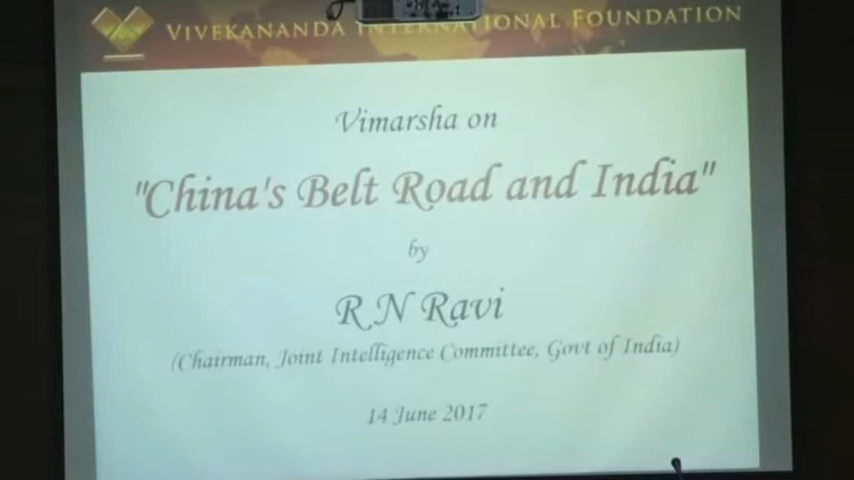 VIVEKANANDA INTERNATIONAL FOUNDATION
Vimarsha on
"China's Belt Road and India"
by
R N Ravi
(Chairman, Joint Intelligence Committee, Govt of India)
14 June 2017